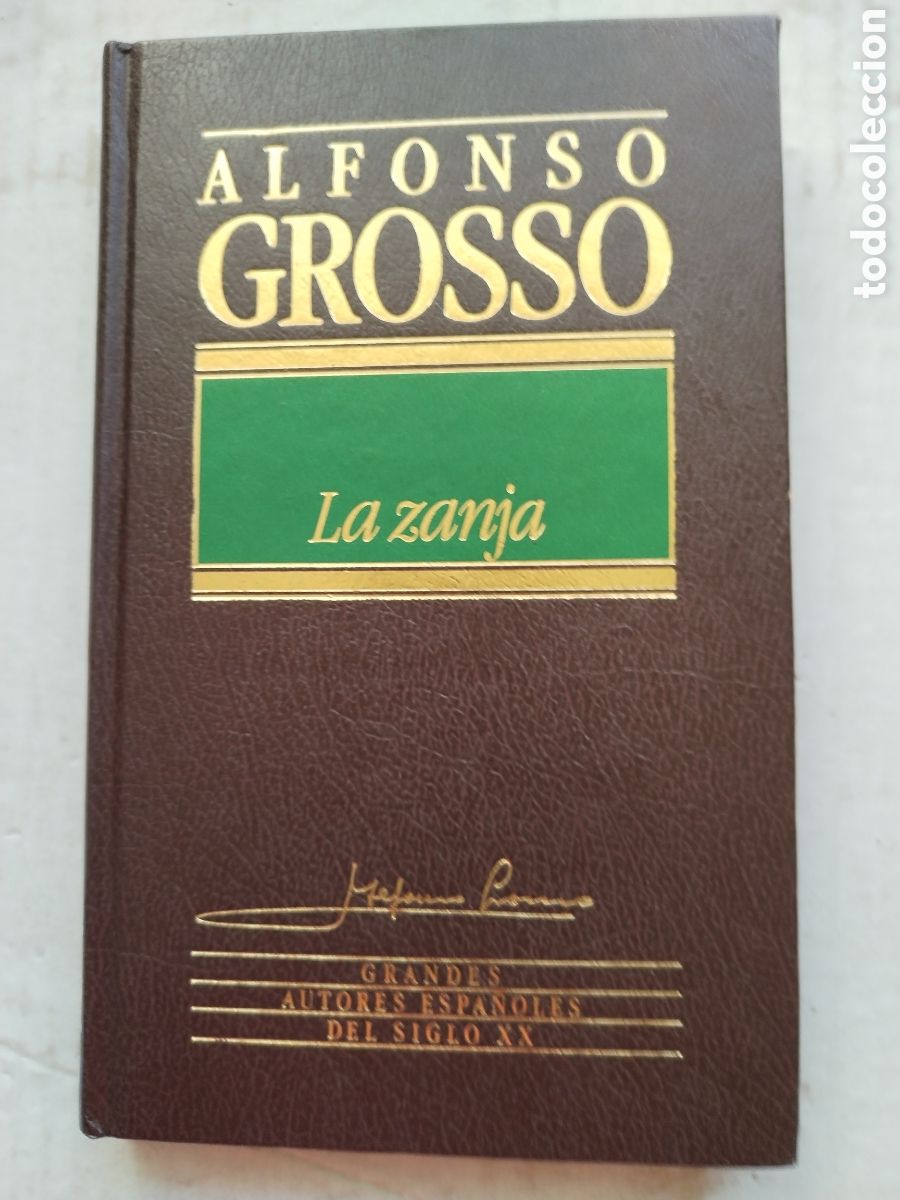 ALFONSO
GROSSO
La zanja
GRANDES
AUTORES ESPAÑOLES
DEL SIGLO XX
todocoleccion